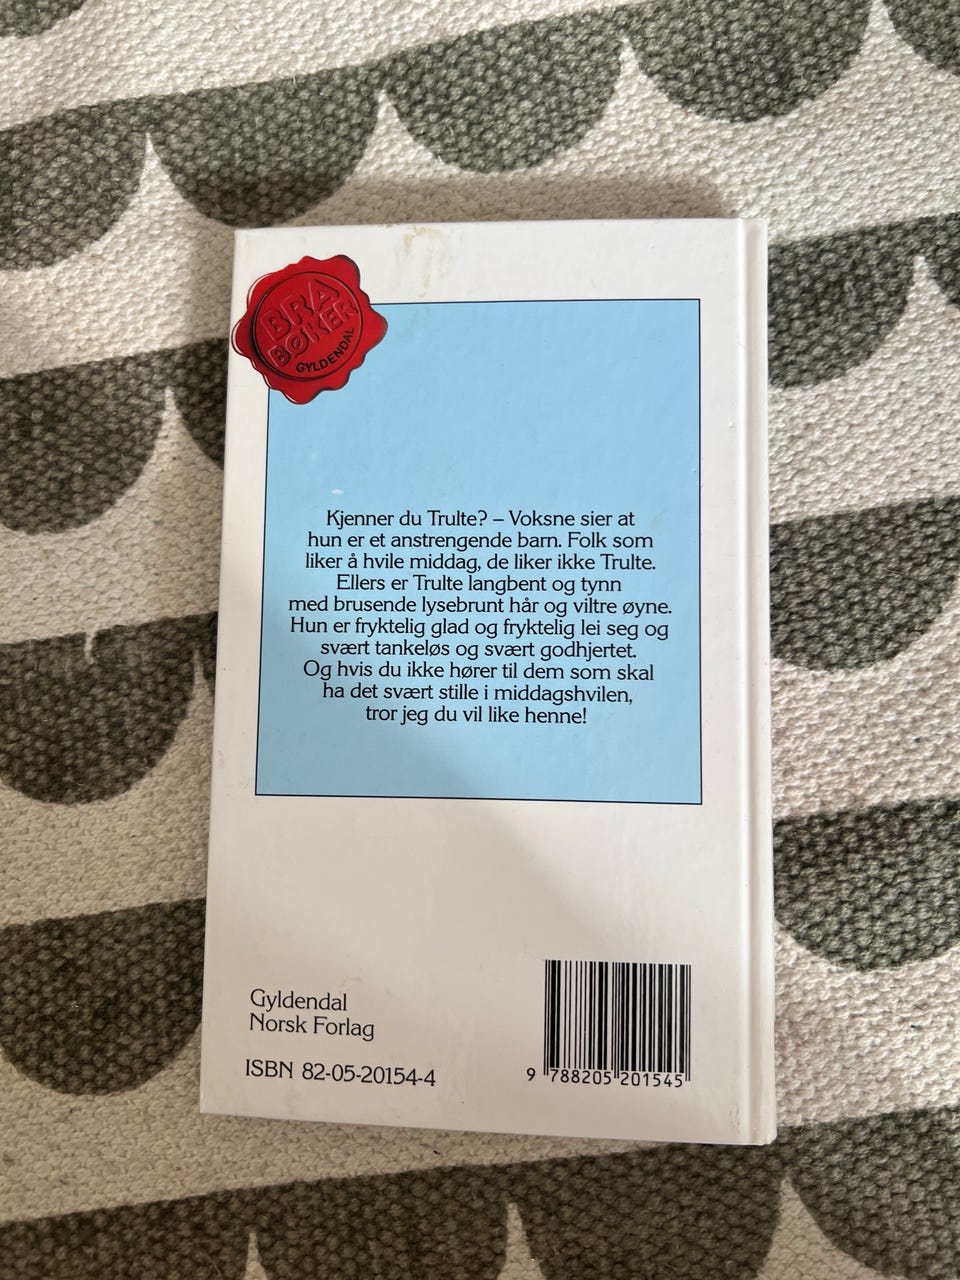 BRA
BØKER
GYLDENDAL
Kjenner du Trulte? – Voksne sier at
hun er et anstrengende barn. Folk som
liker å hvile middag, de liker ikke Trulte.
Ellers er Trulte langbent og tynn
med brusende lysebrunt hår og viltre øyne.
Hun er fryktelig glad og fryktelig lei seg og
svært tankeløs og svært godhjertet.
Og hvis du ikke hører til dem som skal
ha det svært stille i middagshvilen,
tror jeg du vil like henne!
Gyldendal
Norsk Forlag
ISBN 82-05-20154-4
9 788205 201545